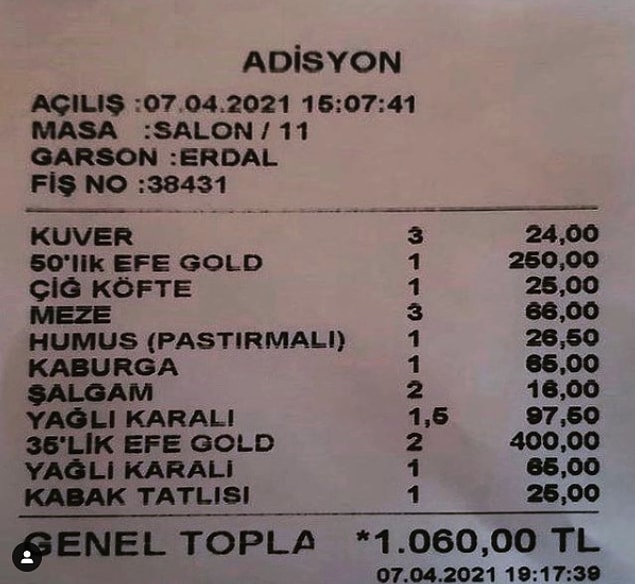 ADİSYON
AÇILIŞ :07.04.2021 15:07:41
MASA :SALON / 11
GARSON :ERDAL
FİŞ NO :38431
KUVER 3 24,00
50'lik EFE GOLD 1 250,00
ÇİĞ KÖFTE 1 25,00
MEZE 3 66,00
HUMUS (PASTIRMALI) 1 26,50
KABURGA 1 65,00
ŞALGAM 2 16,00
YAĞLI KARALI 1,5 97,50
35'LİK EFE GOLD 2 400,00
YAĞLI KARALI 1 65,00
KABAK TATLISI 1 25,00
GENEL TOPLA *1.060,00 TL
07.04.2021 19:17:39